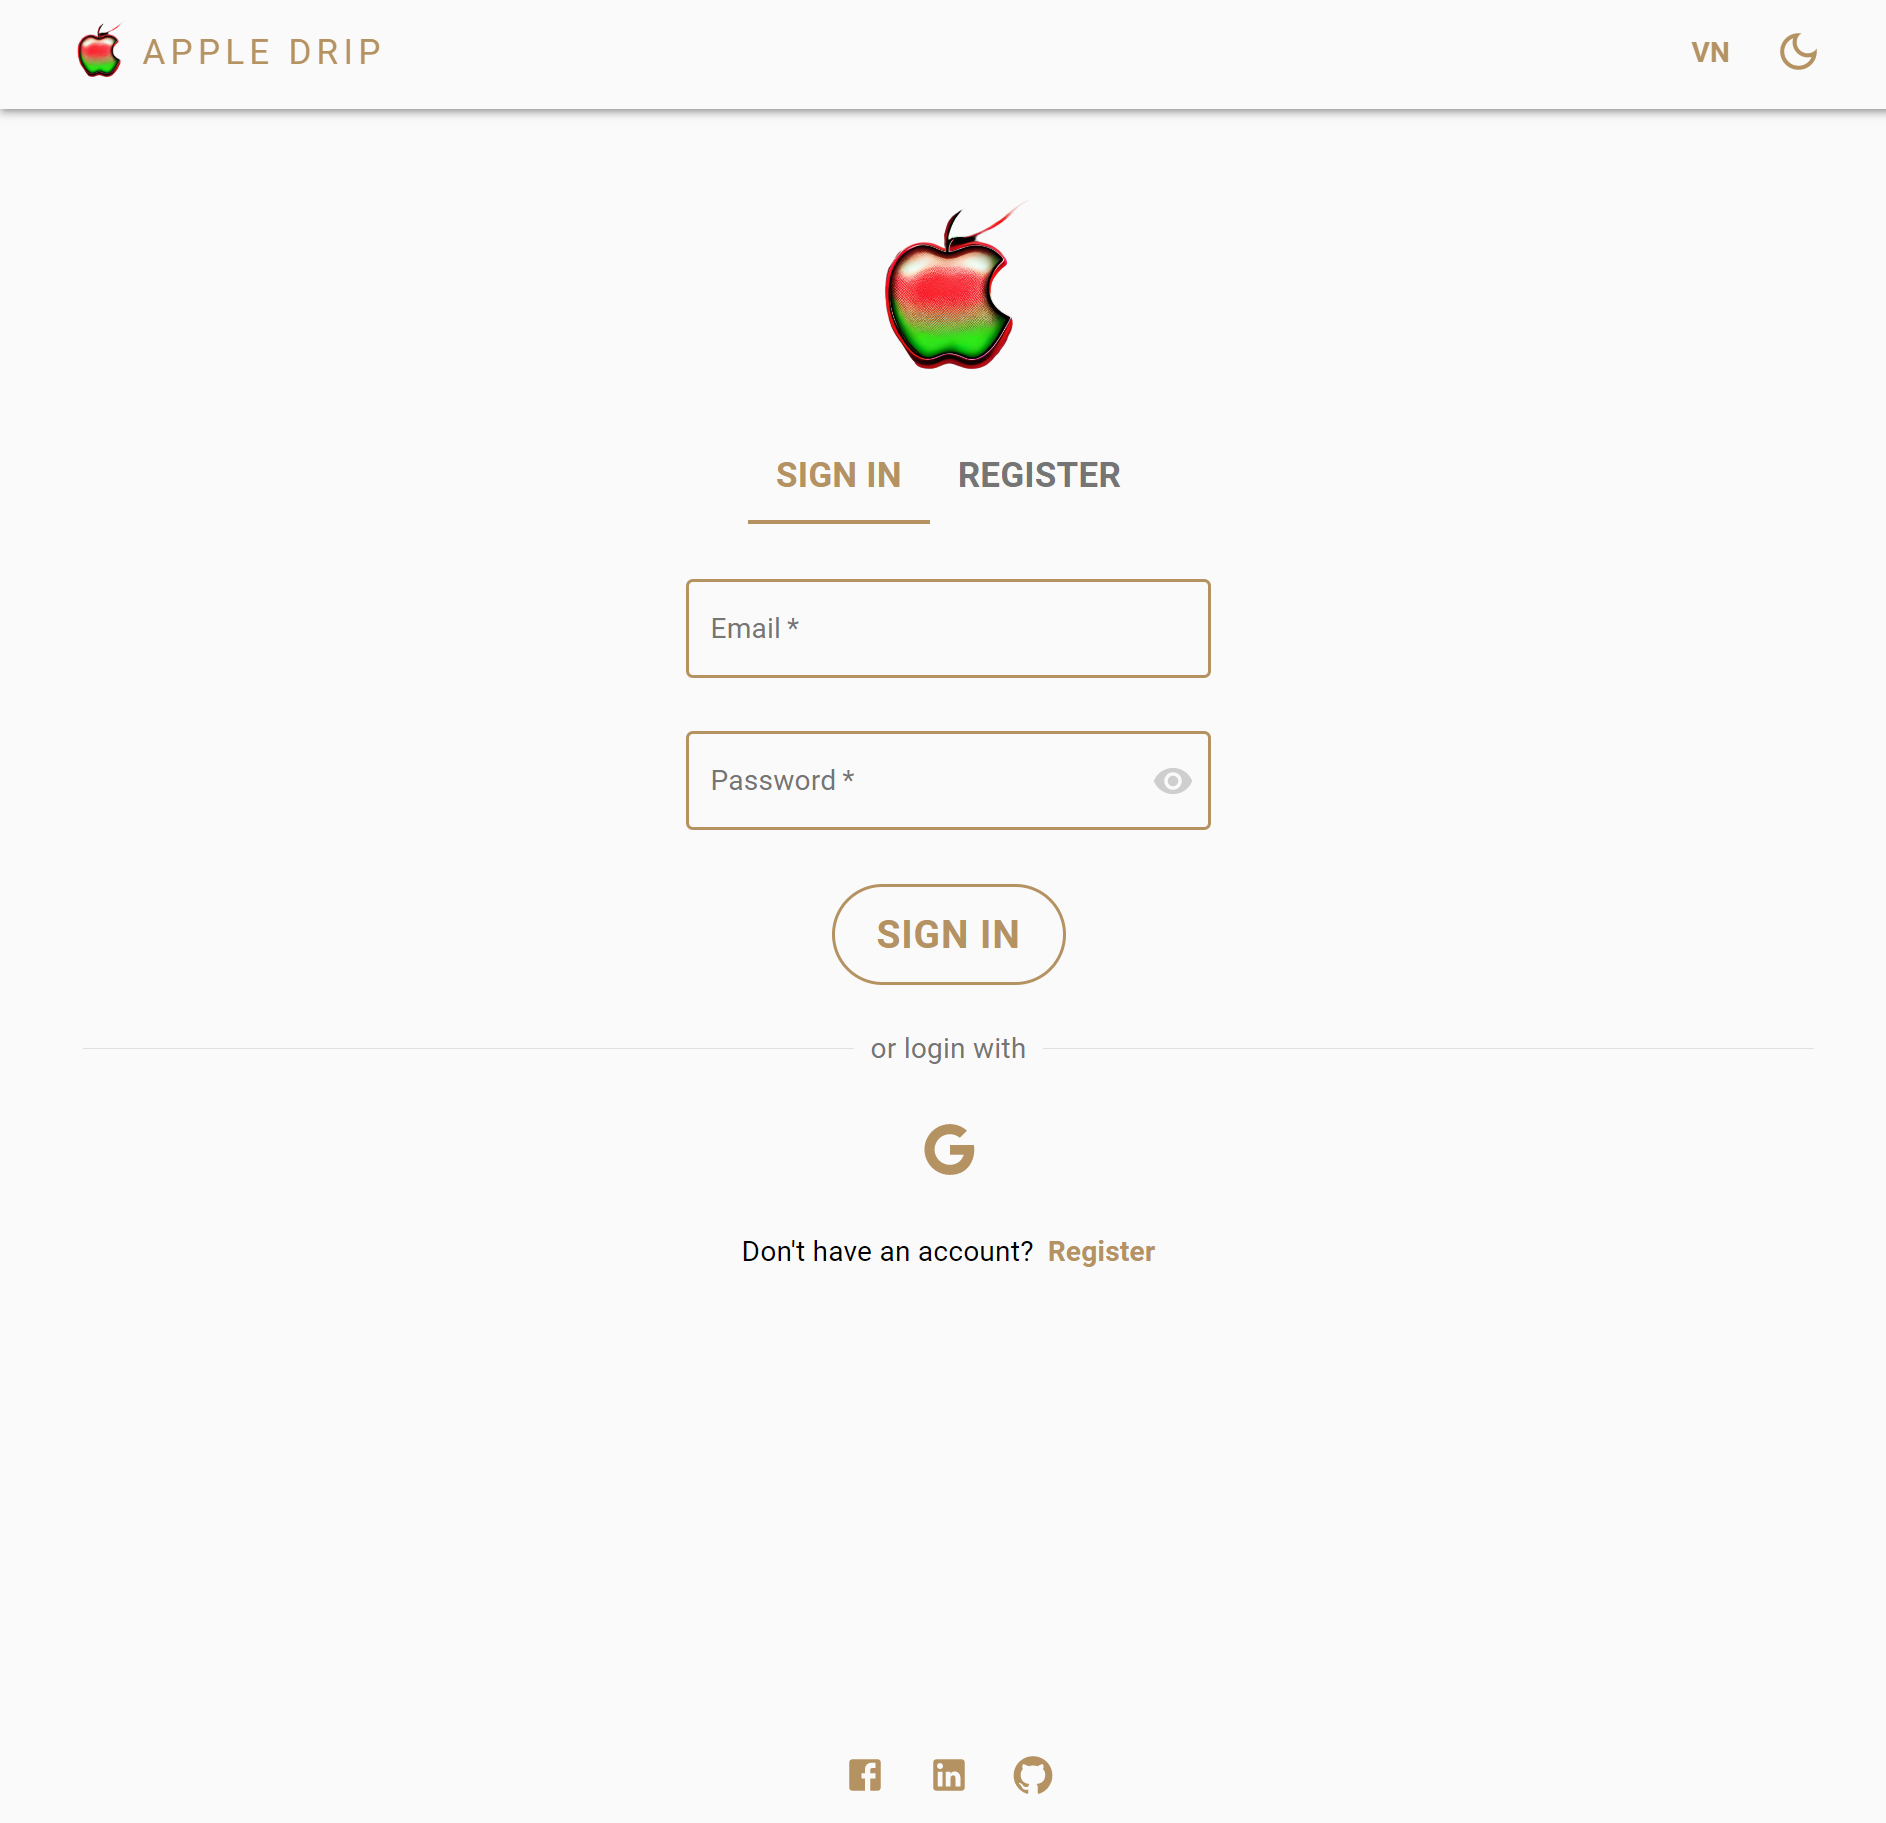 APPLE DRIP
VN
SIGN IN
REGISTER
Email *
Password *
SIGN IN
or login with
Don't have an account? Register